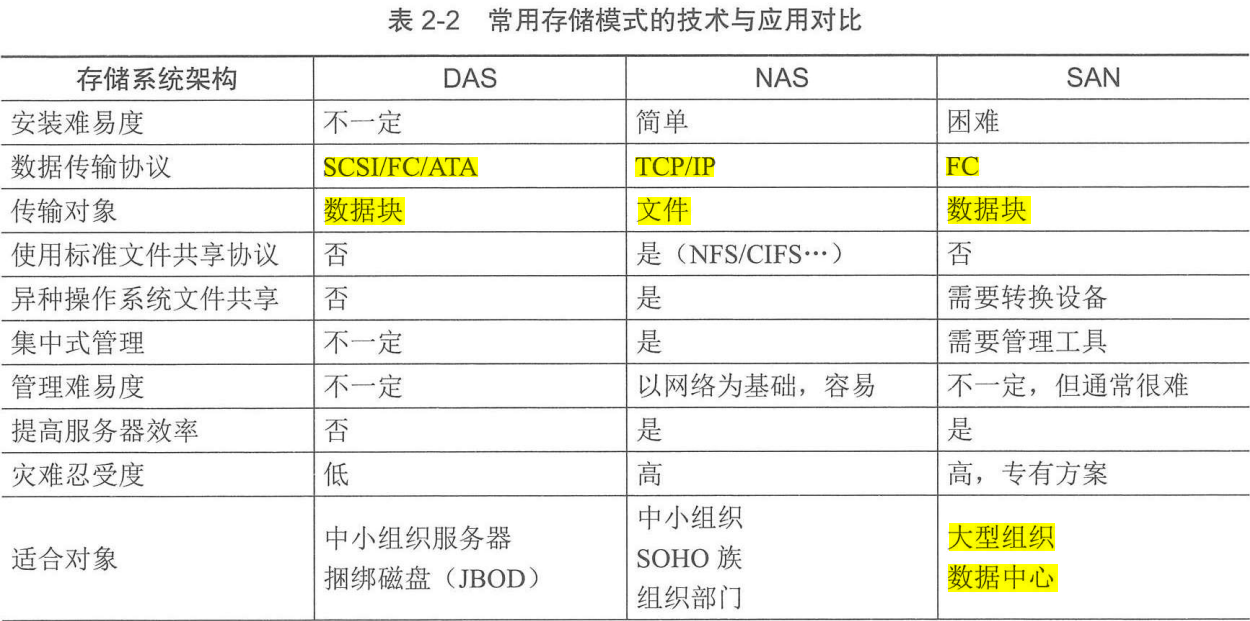 表 2-2 常用存储模式的技术与应用对比
存储系统架构 DAS NAS SAN
安装难易度 不一定 简单 困难
数据传输协议 SCSI/FC/ATA TCP/IP FC
传输对象 数据块 文件 数据块
使用标准文件共享协议 否 是（NFS/CIFS…） 否
异种操作系统文件共享 否 是 需要转换设备
集中式管理 不一定 是 需要管理工具
管理难易度 不一定 以网络为基础，容易 不一定，但通常很难
提高服务器效率 否 是 是
灾难忍受度 低 高 高，专有方案
适合对象
中小组织服务器
捆绑磁盘（JBOD）
中小组织
SOHO 族
组织部门
大型组织
数据中心